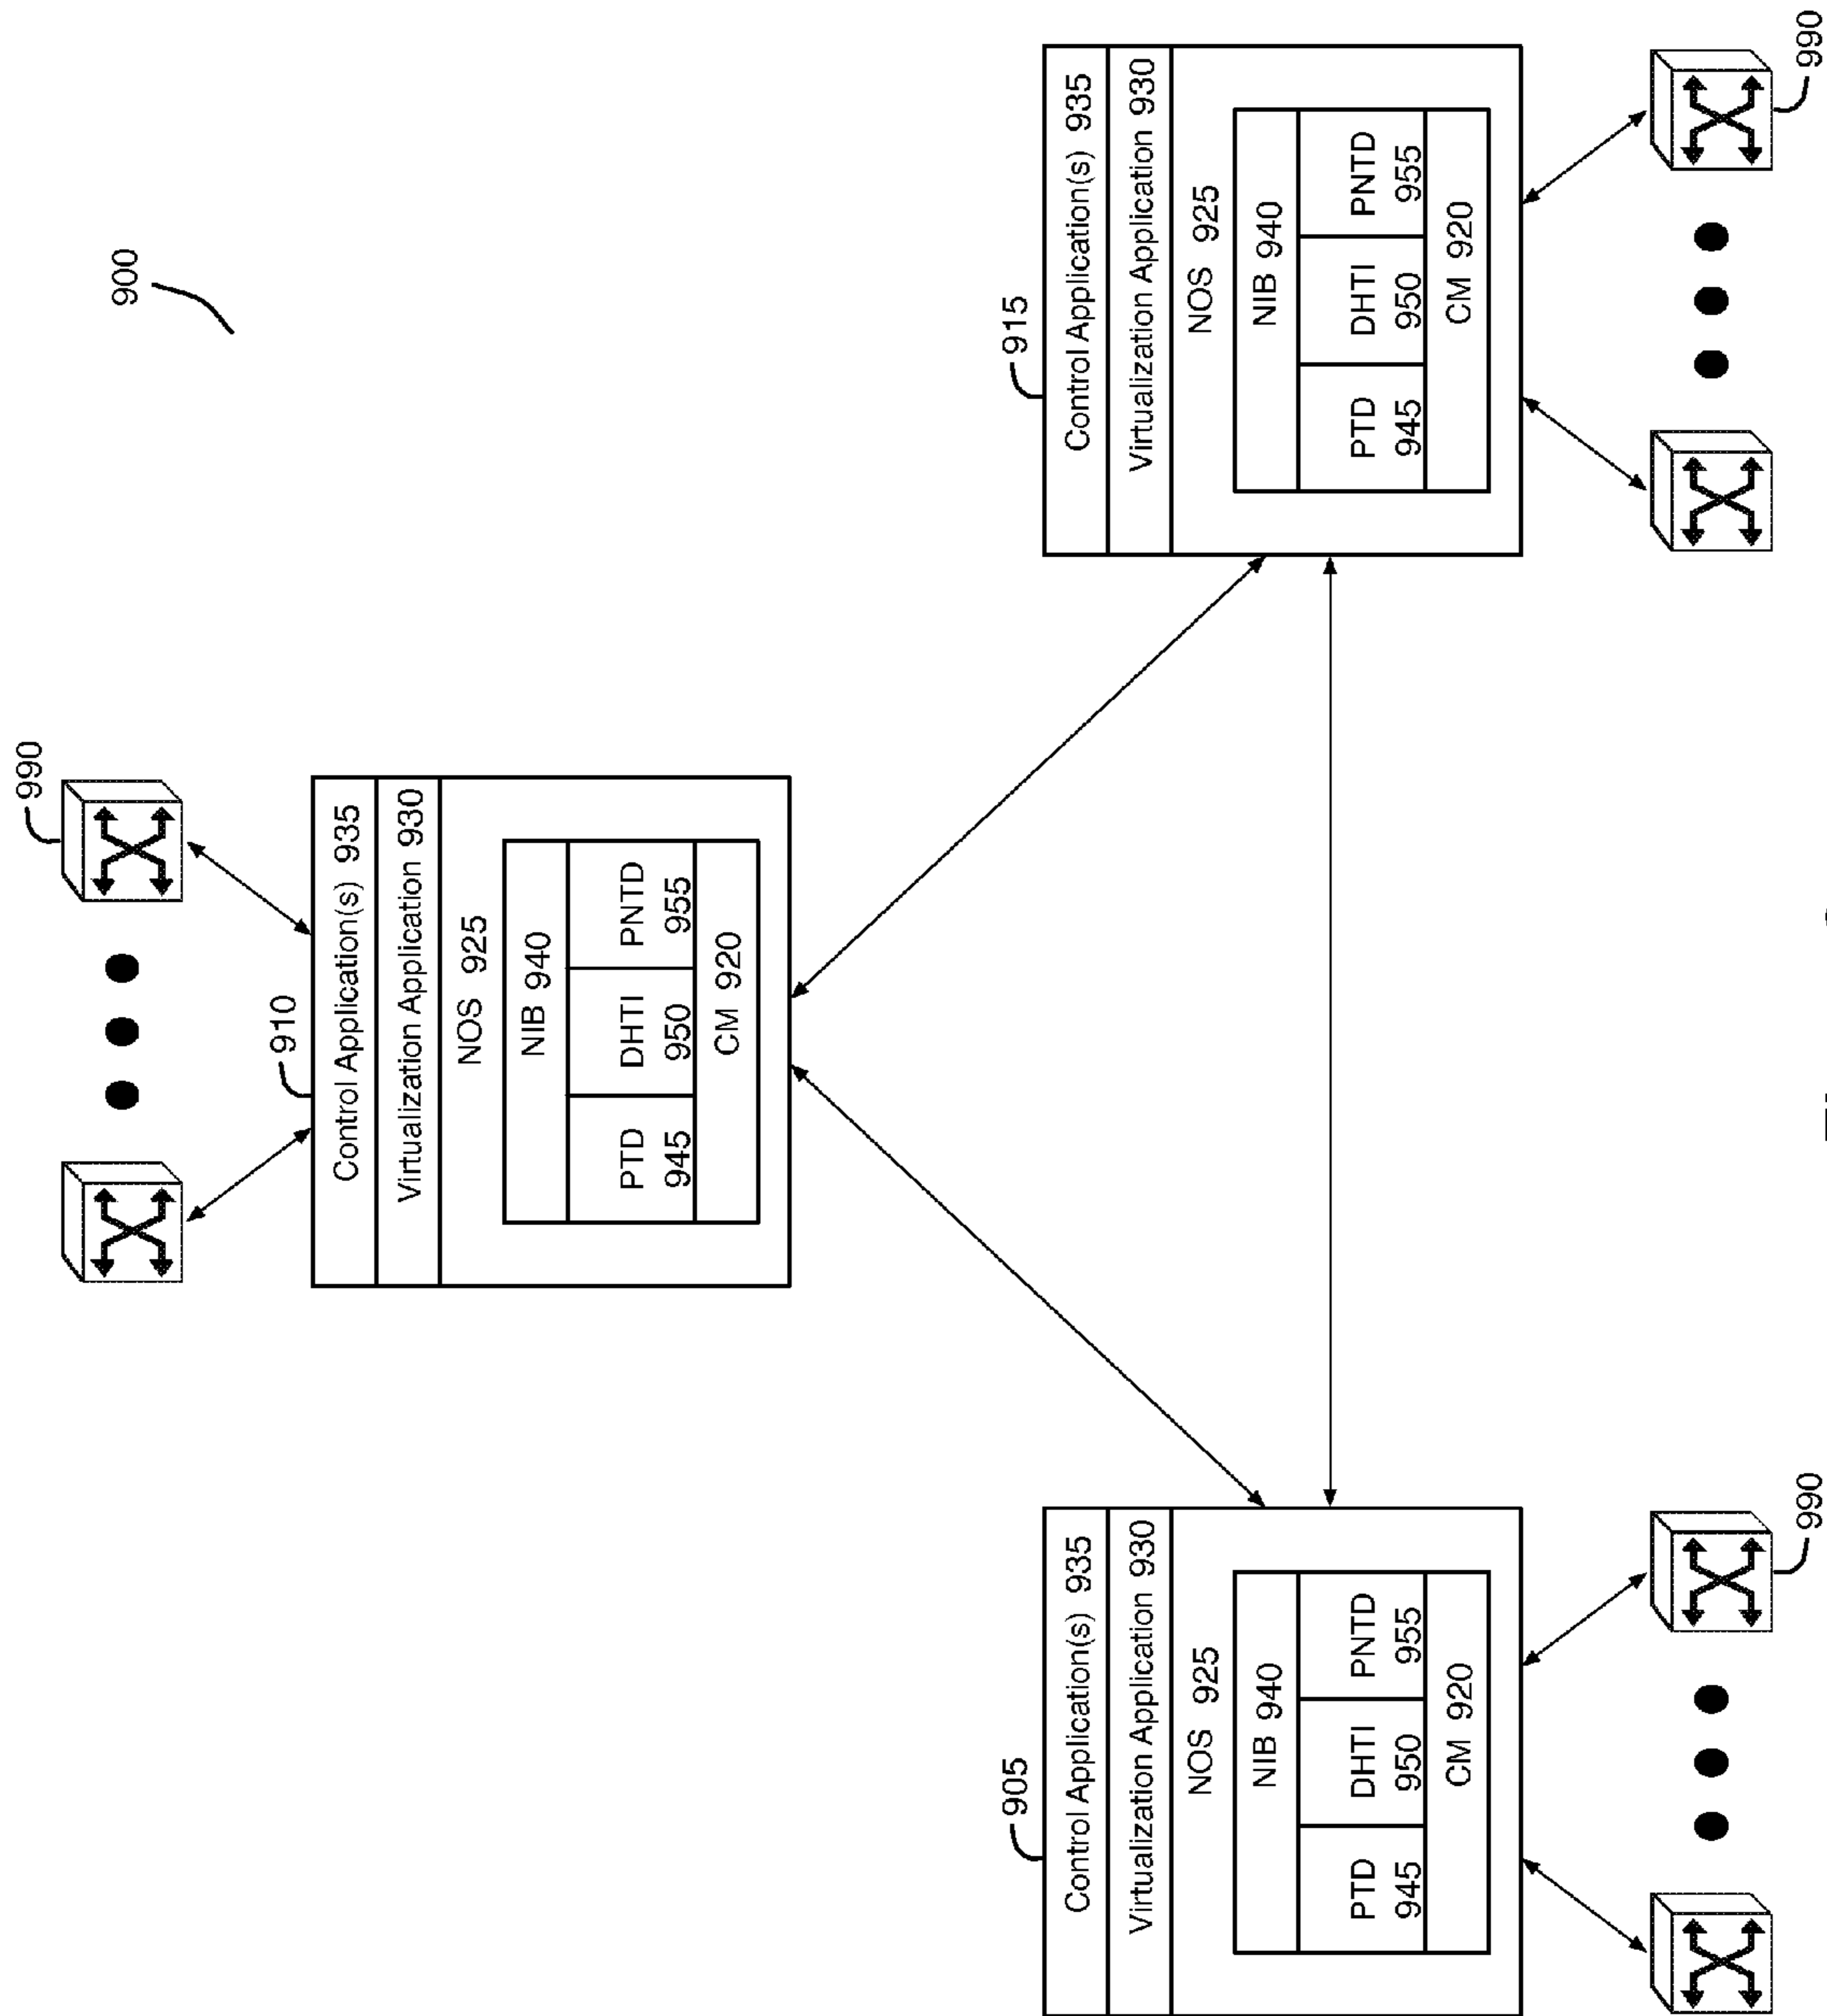 900
990
910
Control Application(s) 935
Virtualization Application 930
NOS 925
NIB 940
PTD 945
DHTI 950
PNTD 955
CM 920
905
Control Application(s) 935
Virtualization Application 930
NOS 925
NIB 940
PTD 945
DHTI 950
PNTD 955
CM 920
990
915
Control Application(s) 935
Virtualization Application 930
NOS 925
NIB 940
PTD 945
DHTI 950
PNTD 955
CM 920
990